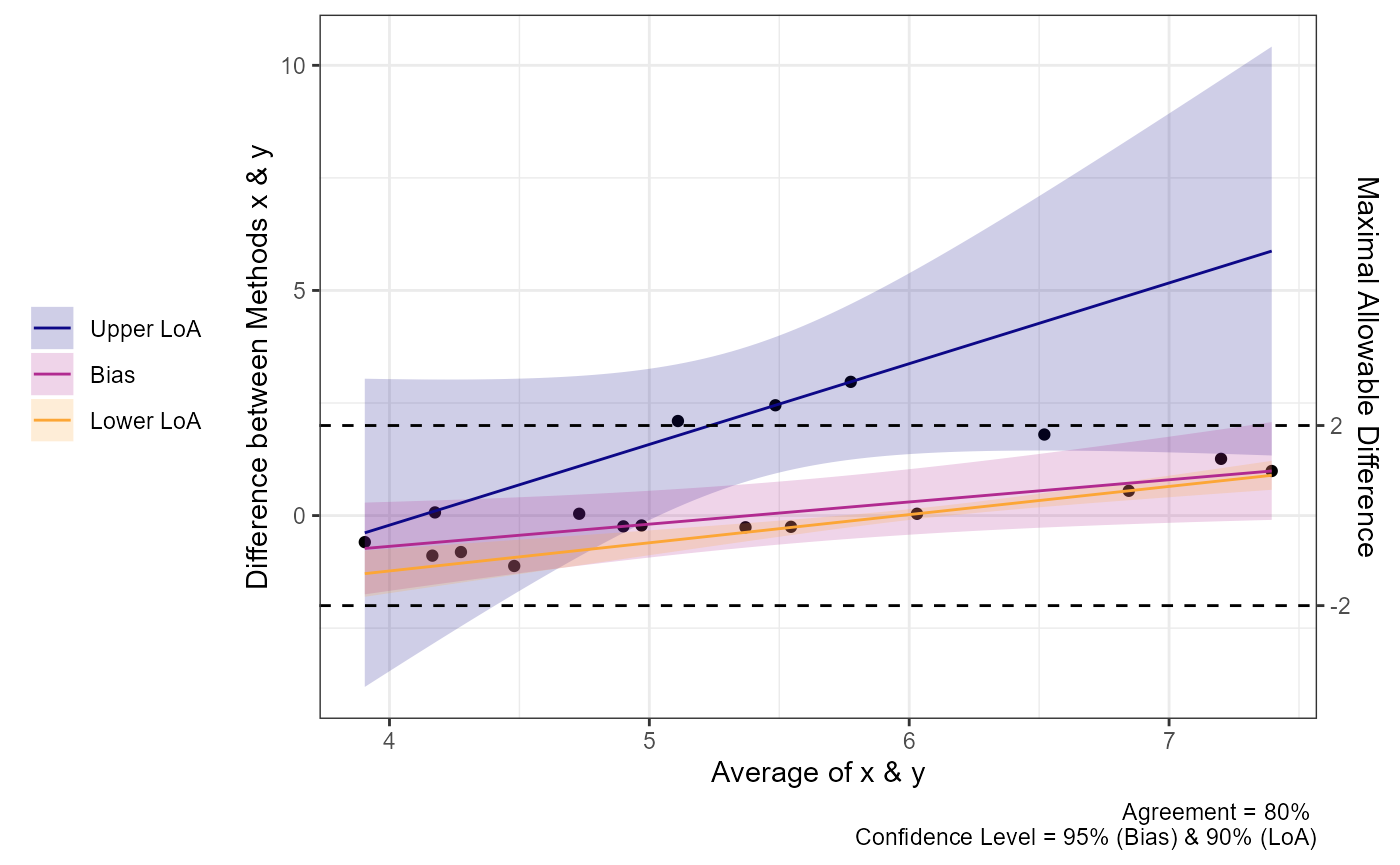 Upper LoA
Bias
Lower LoA
Difference between Methods x & y
10
5
0
Maximal Allowable Difference
2
-2
4
5
6
7
Average of x & y
Agreement = 80%
Confidence Level = 95% (Bias) & 90% (LoA)